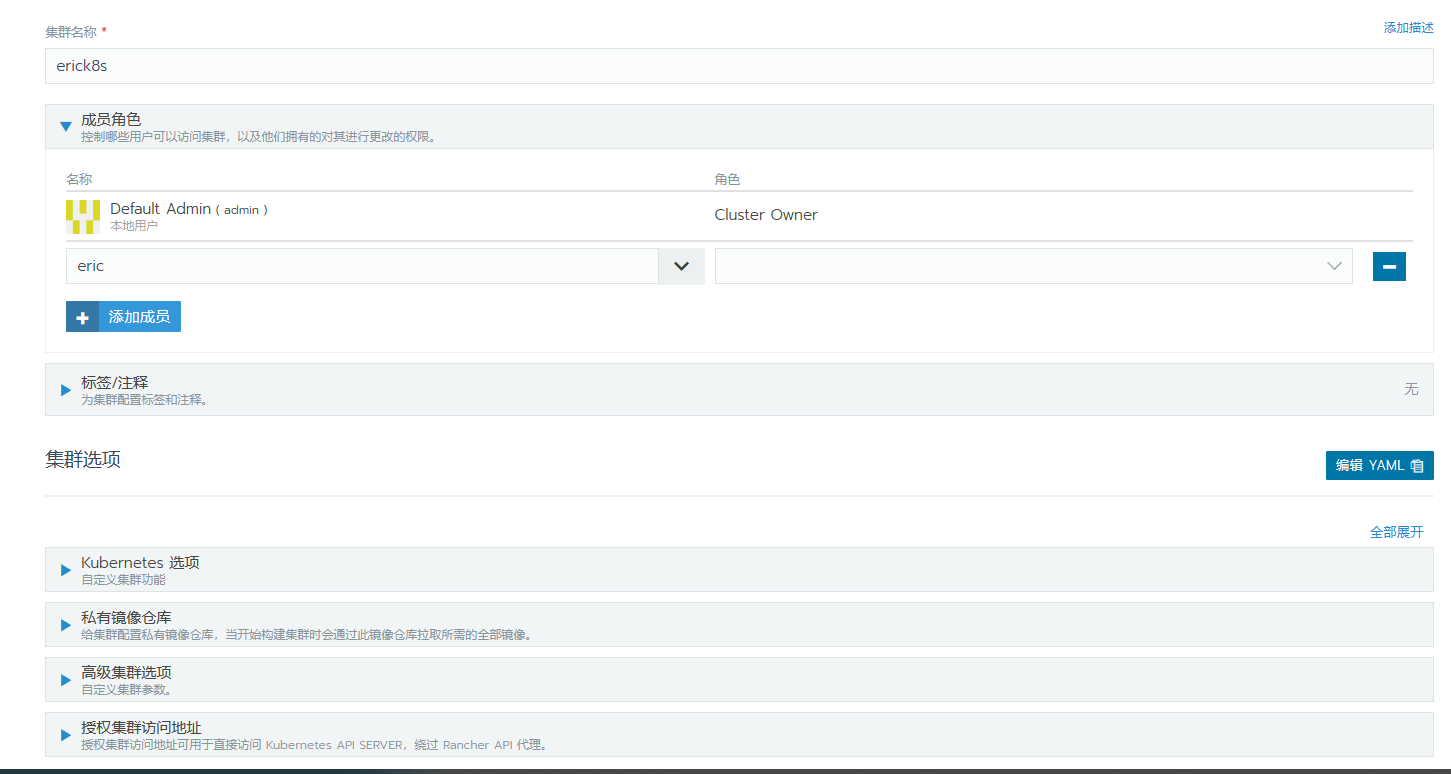 集群名称 *
添加描述
erick8s
成员角色
控制哪些用户可以访问集群，以及他们拥有的对其进行更改的权限。
名称 角色
Default Admin ( admin )
本地用户
Cluster Owner
eric
添加成员
标签/注释
为集群配置标签和注释。
无
集群选项
编辑 YAML
全部展开
Kubernetes 选项
自定义集群功能
私有镜像仓库
给集群配置私有镜像仓库，当开始构建集群时会通过此镜像仓库拉取所需的全部镜像。
高级集群选项
自定义集群参数。
授权集群访问地址
授权集群访问地址可用于直接访问 Kubernetes API SERVER，绕过 Rancher API 代理。